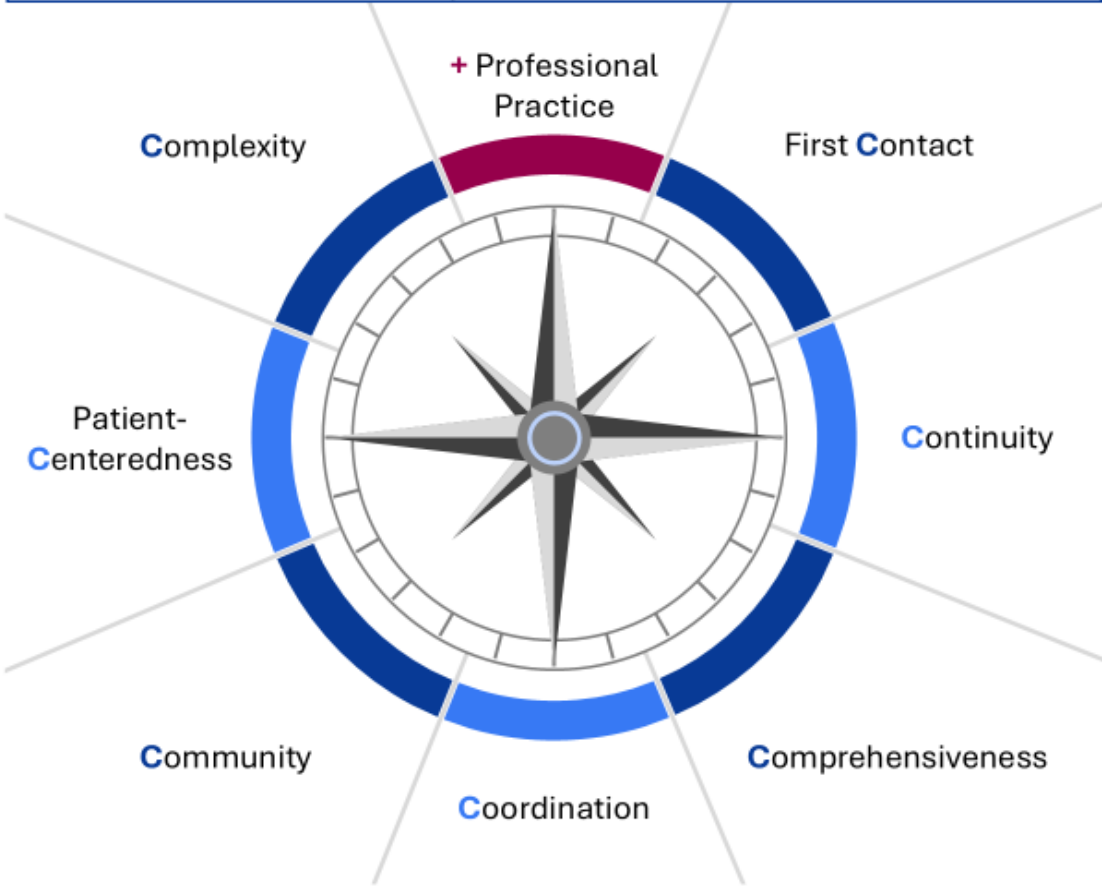 + Professional
Practice
First Contact
Continuity
Comprehensiveness
Coordination
Community
Patient-
Centeredness
Complexity